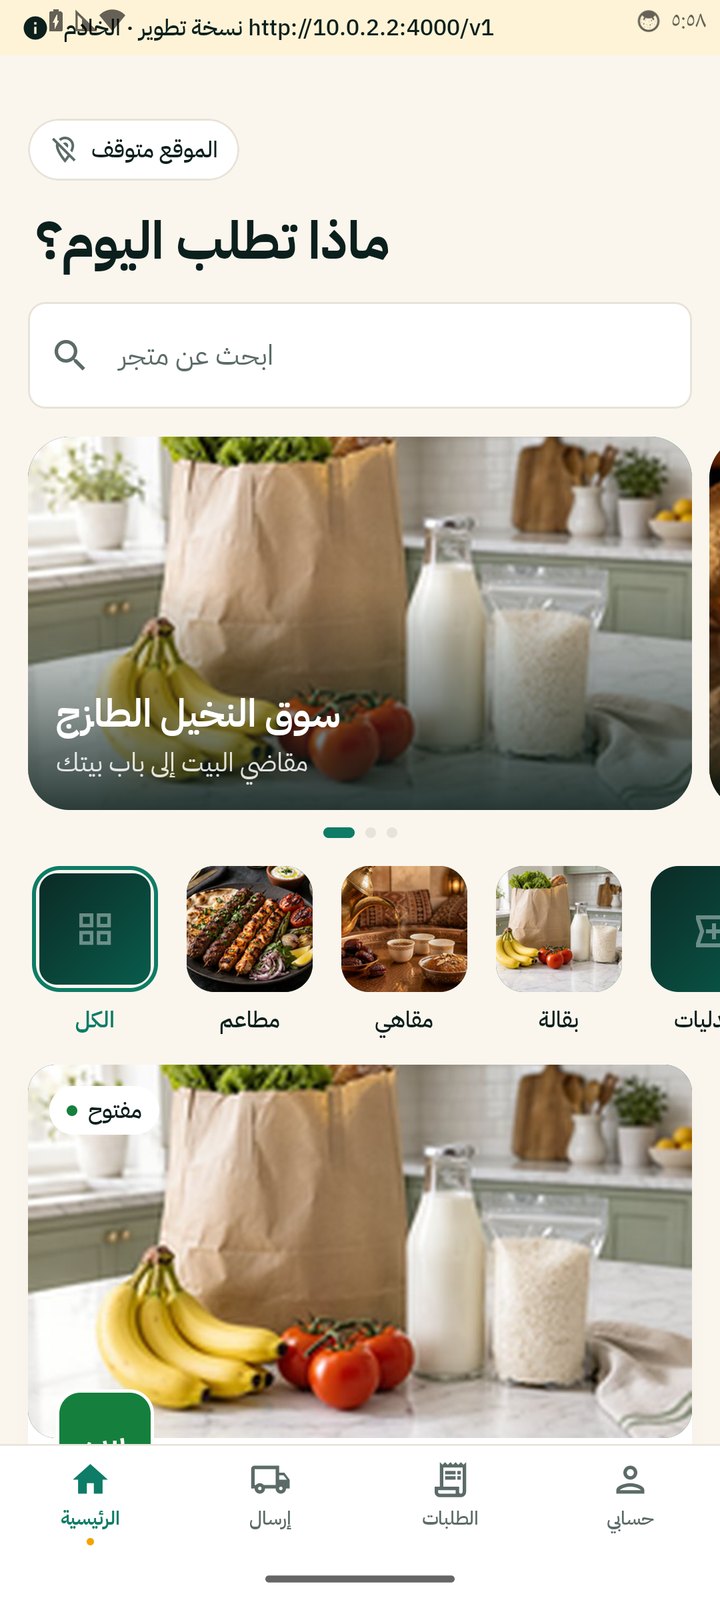 ٥:٥٨
نسخة تطوير · الخادم http://10.0.2.2:4000/v1
الموقع متوقف
ماذا تطلب اليوم؟
ابحث عن متجر
سوق النخيل الطازج
مقاضي البيت إلى باب بيتك
الكل
مطاعم
مقاهي
بقالة
مفتوح
الرئيسية
إرسال
الطلبات
حسابي